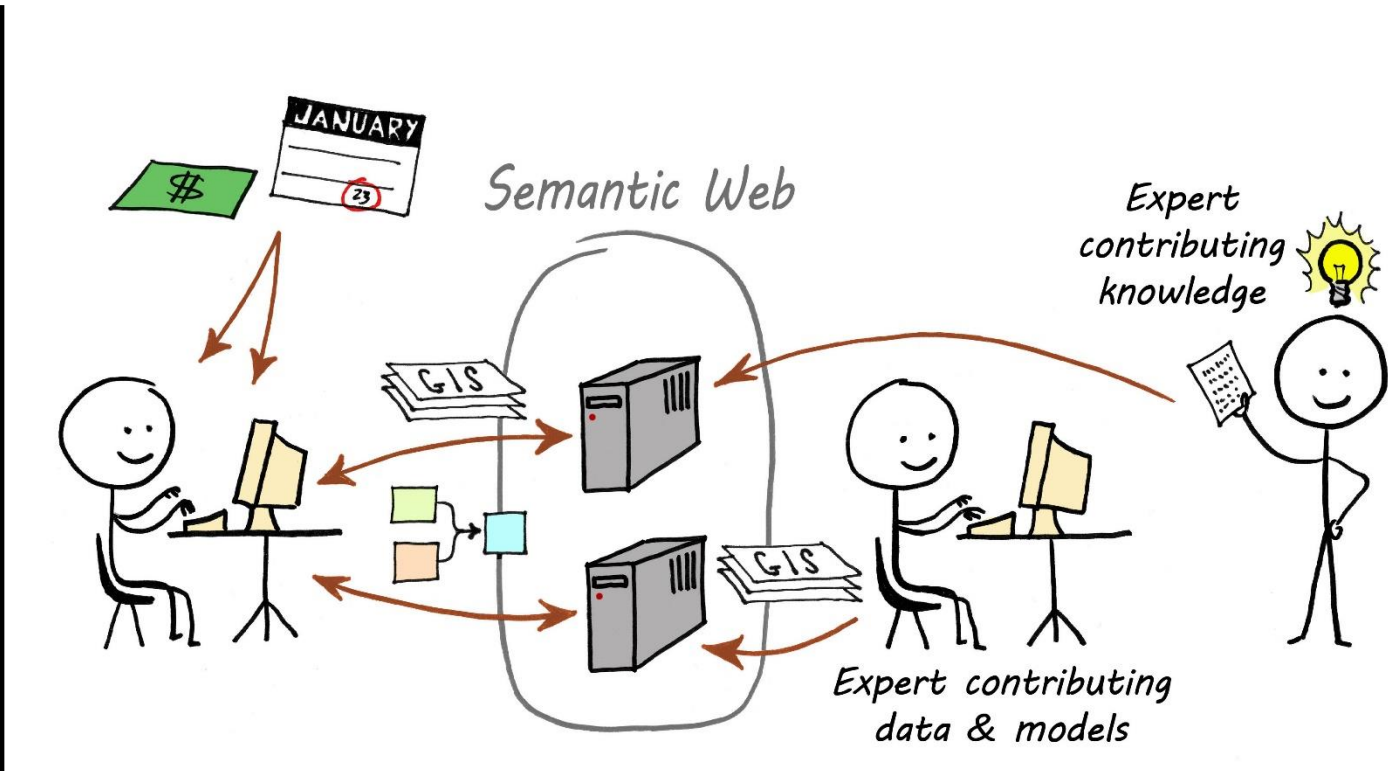 JANUARY
23
$
Semantic Web
Expert
contributing
knowledge
GIS
GIS
Expert contributing
data & models